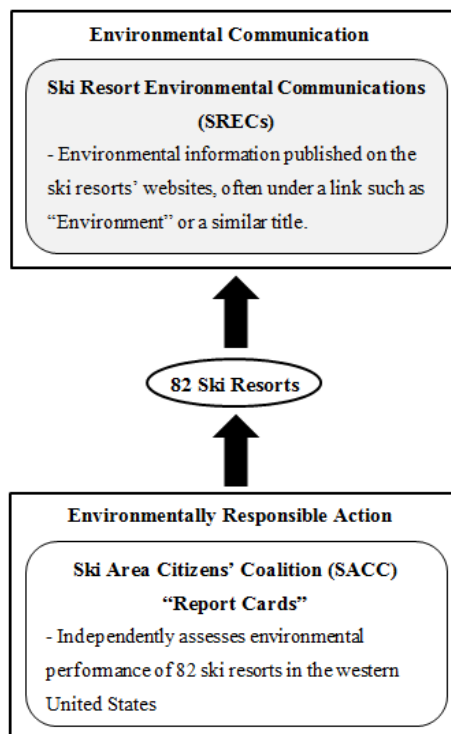 Environmental Communication
Ski Resort Environmental Communications
(SRECs)
- Environmental information published on the
ski resorts’ websites, often under a link such as
“Environment” or a similar title.
82 Ski Resorts
Environmentally Responsible Action
Ski Area Citizens’ Coalition (SACC)
“Report Cards”
- Independently assesses environmental
performance of 82 ski resorts in the western
United States